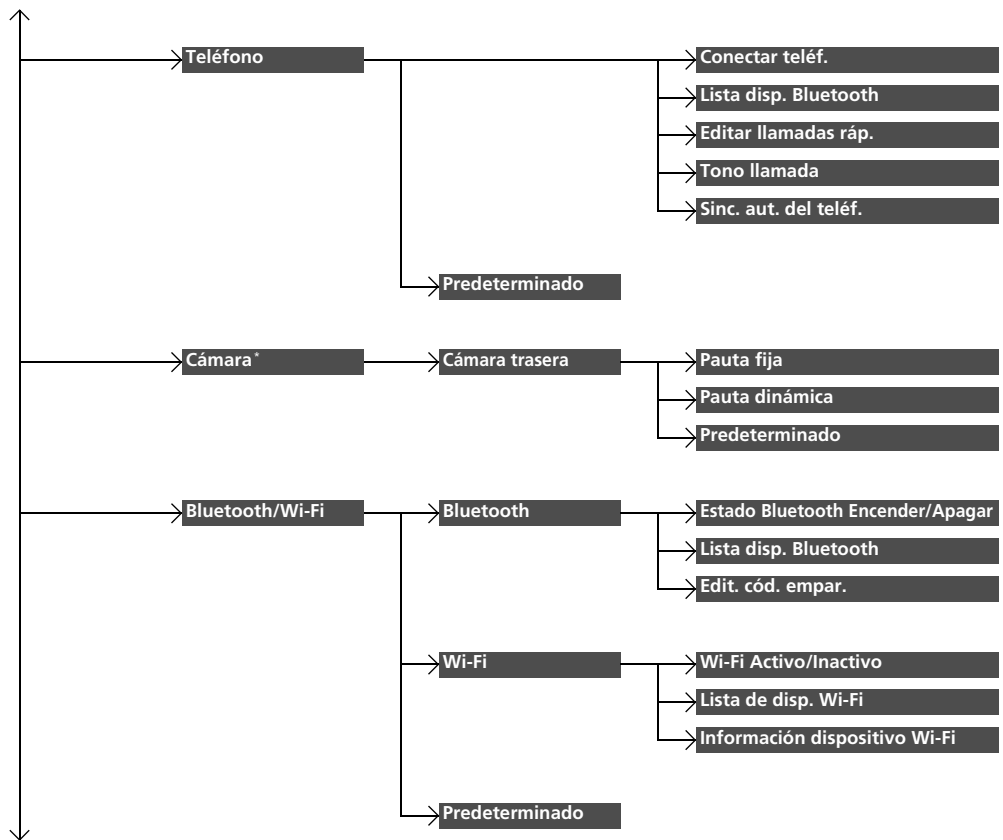 Teléfono
Conectar teléf.
Lista disp. Bluetooth
Editar llamadas ráp.
Tono llamada
Sinc. aut. del teléf.
Predeterminado
Cámara*
Cámara trasera
Pauta fija
Pauta dinámica
Predeterminado
Bluetooth/Wi-Fi
Bluetooth
Estado Bluetooth Encender/Apagar
Lista disp. Bluetooth
Edit. cód. empar.
Wi-Fi
Wi-Fi Activo/Inactivo
Lista de disp. Wi-Fi
Información dispositivo Wi-Fi
Predeterminado